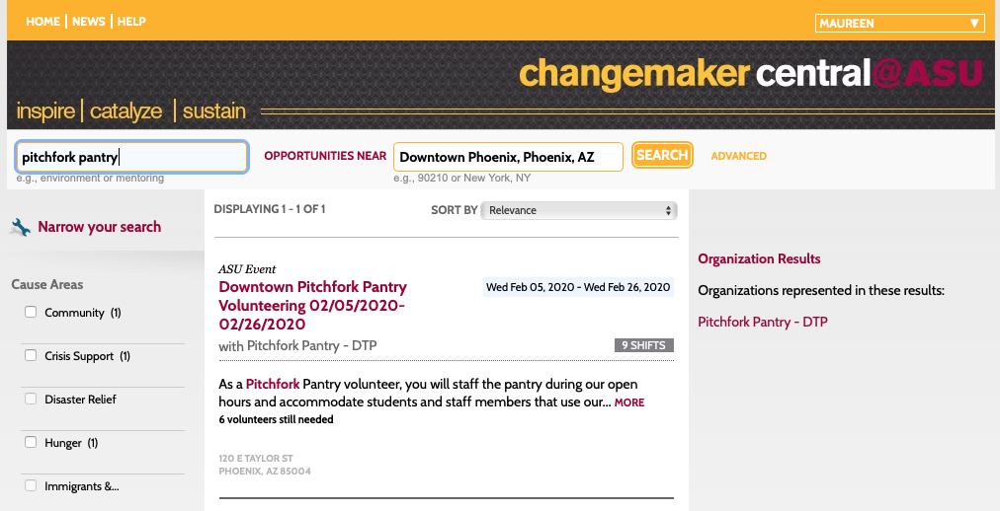 HOME | NEWS | HELP
MAUREEN ▼
changemaker central@ASU
inspire | catalyze | sustain
pitchfork pantry
e.g., environment or mentoring
OPPORTUNITIES NEAR
Downtown Phoenix, Phoenix, AZ
e.g., 90210 or New York, NY
SEARCH
ADVANCED
Narrow your search
Cause Areas
Community (1)
Crisis Support (1)
Disaster Relief
Hunger (1)
Immigrants &...
DISPLAYING 1 - 1 OF 1
SORT BY Relevance
ASU Event
Downtown Pitchfork Pantry
Volunteering 02/05/2020-
02/26/2020
Wed Feb 05, 2020 - Wed Feb 26, 2020
with Pitchfork Pantry - DTP
9 SHIFTS
As a Pitchfork Pantry volunteer, you will staff the pantry during our open
hours and accommodate students and staff members that use our... MORE
6 volunteers still needed
120 E TAYLOR ST
PHOENIX, AZ 85004
Organization Results
Organizations represented in these results:
Pitchfork Pantry - DTP